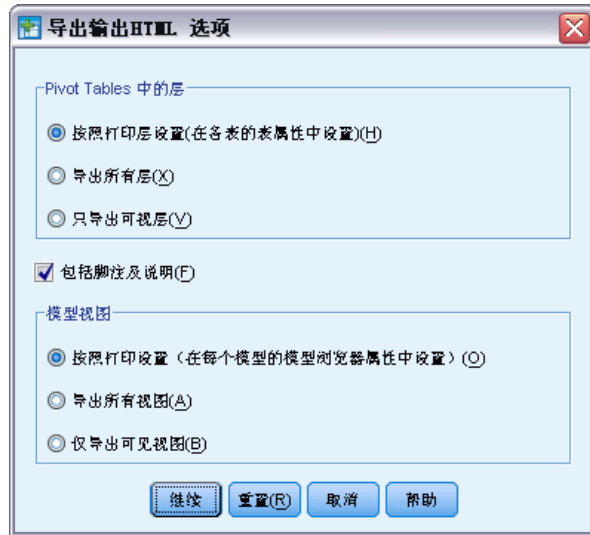 导出输出HTML 选项
Pivot Tables 中的层
按照打印层设置(在各表的表属性中设置)(H)
导出所有层(X)
只导出可视层(V)
包括脚注及说明(F)
模型视图
按照打印设置（在每个模型的模型浏览器属性中设置）(O)
导出所有视图(A)
仅导出可见视图(B)
继续 重置(R) 取消 帮助